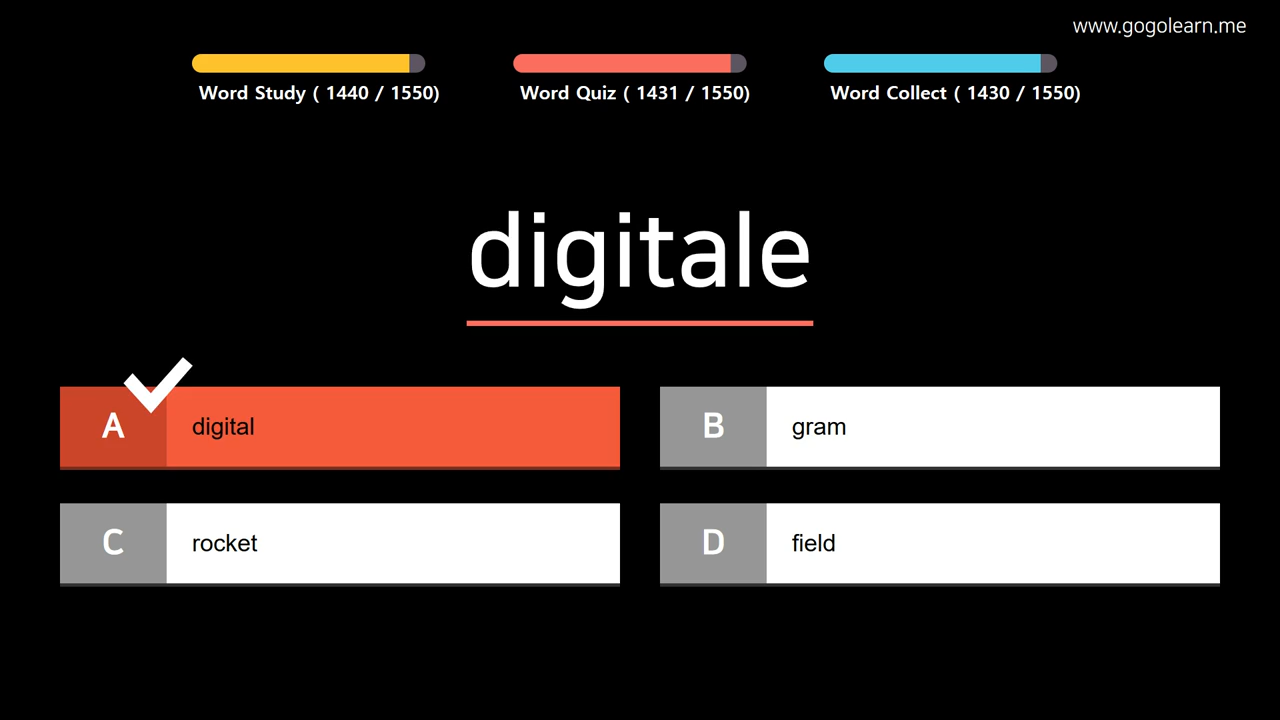 www.gogolearn.me
Word Study ( 1440 / 1550)
Word Quiz ( 1431 / 1550)
Word Collect ( 1430 / 1550)
digitale
A digital
B gram
C rocket
D field